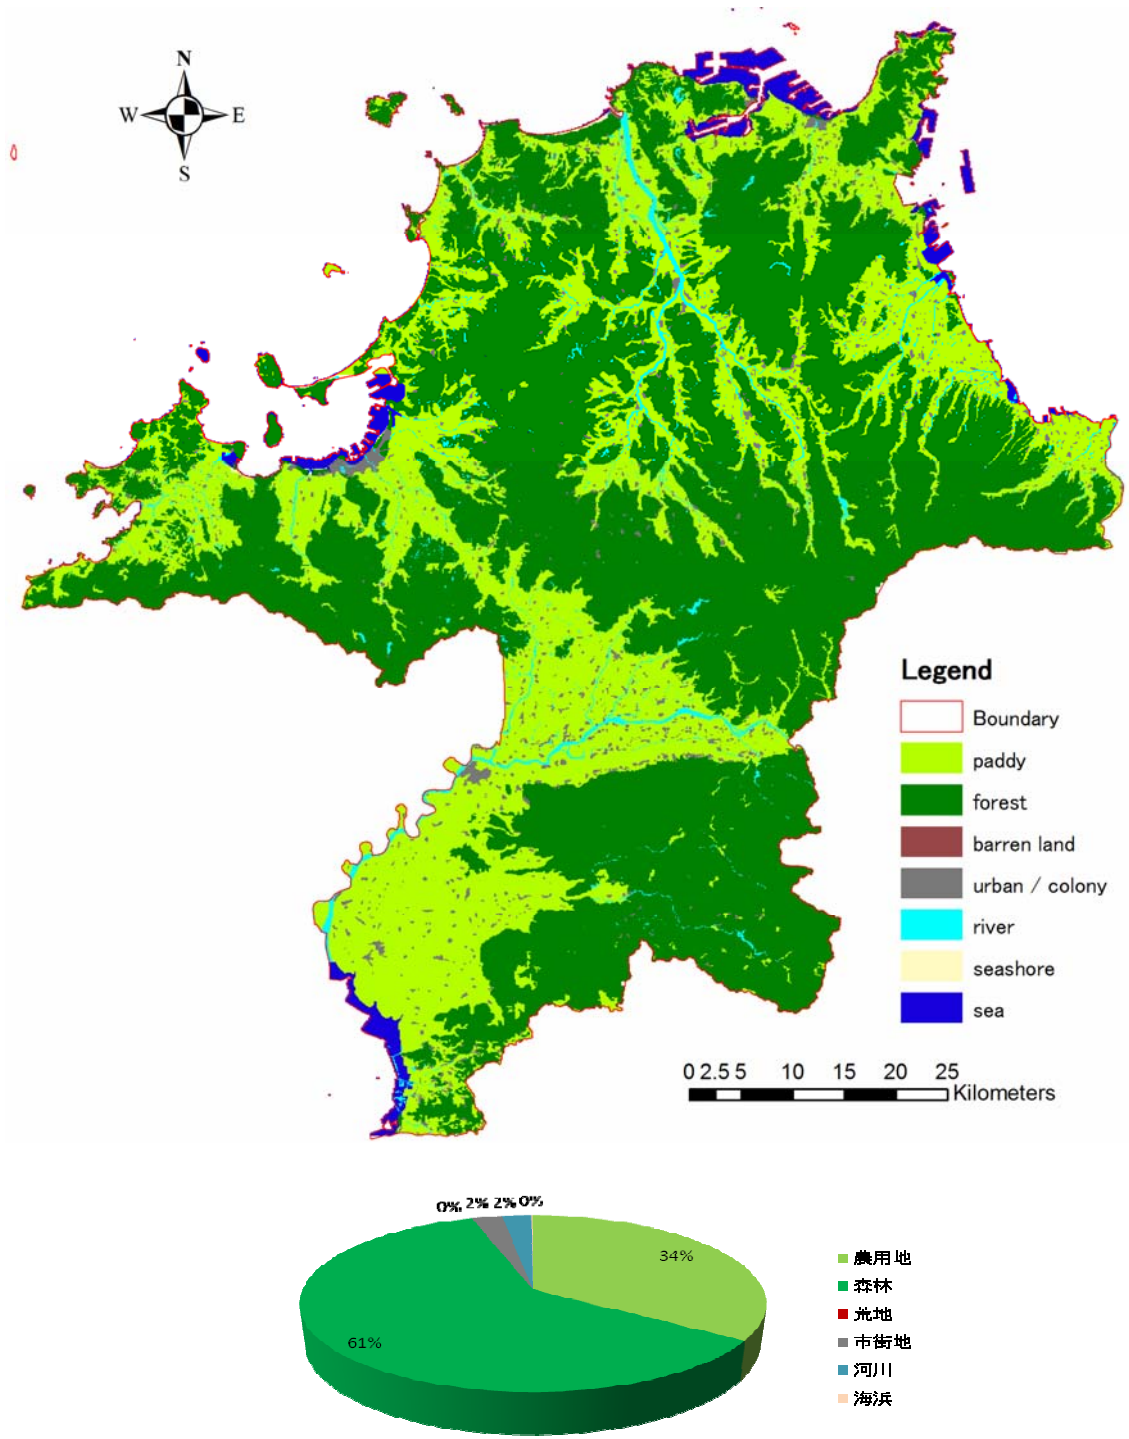 N
W E
S
Legend
Boundary
paddy
forest
barren land
urban / colony
river
seashore
sea
0 2.5 5 10 15 20 25
Kilometers
0% 2% 2% 0%
34%
61%
農用地
森林
荒地
市街地
河川
海浜